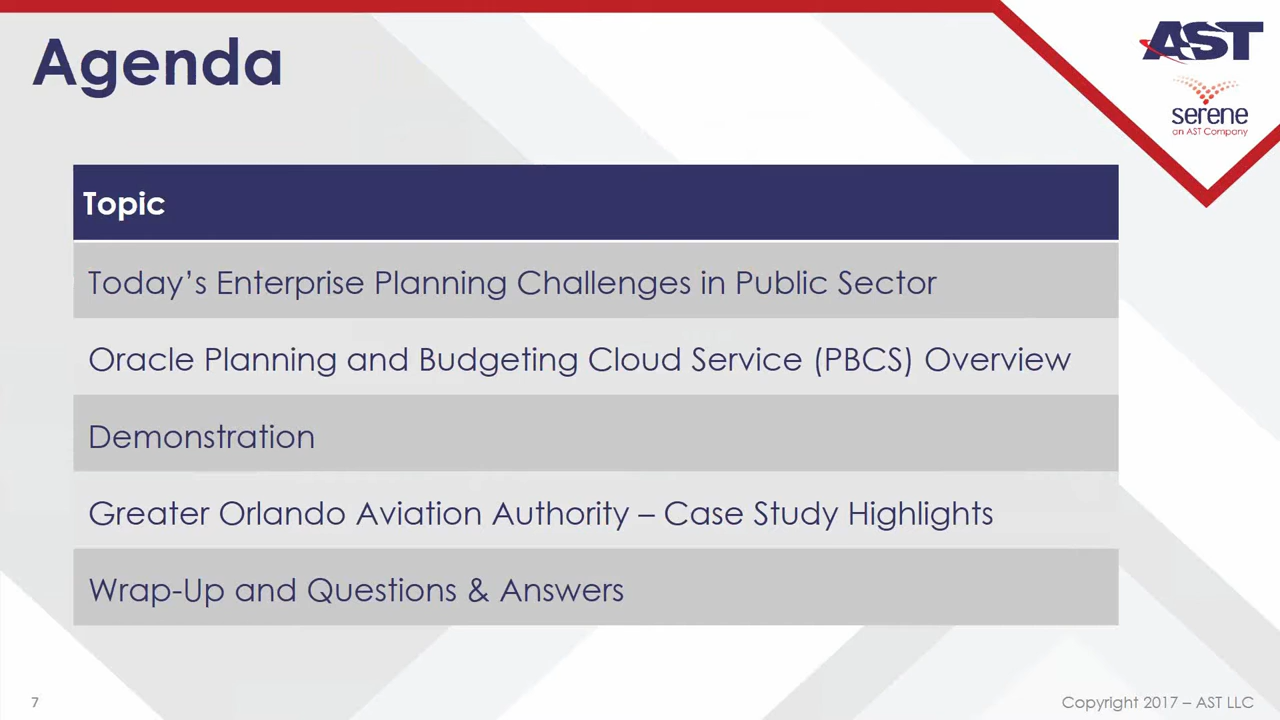 Agenda
AST
serene
an AST Company
Topic
Today’s Enterprise Planning Challenges in Public Sector
Oracle Planning and Budgeting Cloud Service (PBCS) Overview
Demonstration
Greater Orlando Aviation Authority – Case Study Highlights
Wrap-Up and Questions & Answers
7
Copyright 2017 – AST LLC